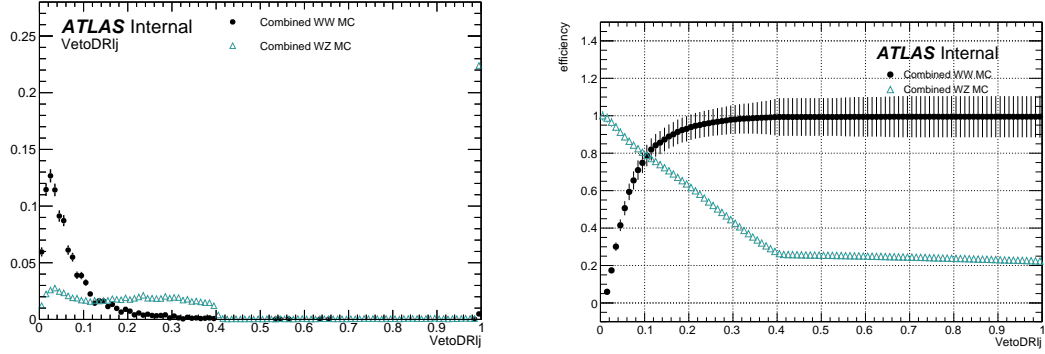 ATLAS Internal
VetoDRlj
Combined WW MC
Combined WZ MC
0.25
0.2
0.15
0.1
0.05
0
0 0.1 0.2 0.3 0.4 0.5 0.6 0.7 0.8 0.9 1
VetoDRlj
efficiency
ATLAS Internal
Combined WW MC
Combined WZ MC
1.4
1.2
1
0.8
0.6
0.4
0.2
0
0 0.1 0.2 0.3 0.4 0.5 0.6 0.7 0.8 0.9 1
VetoDRlj